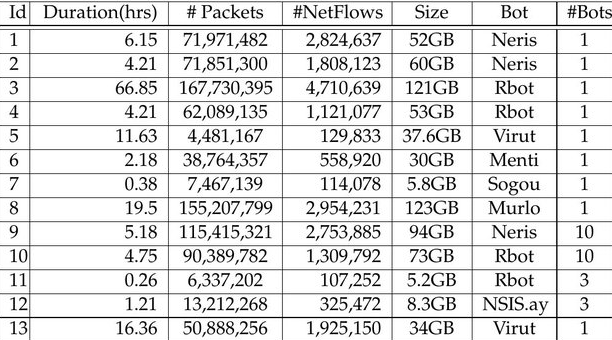 Id Duration(hrs) # Packets #NetFlows Size Bot #Bots
1 6.15 71,971,482 2,824,637 52GB Neris 1
2 4.21 71,851,300 1,808,123 60GB Neris 1
3 66.85 167,730,395 4,710,639 121GB Rbot 1
4 4.21 62,089,135 1,121,077 53GB Rbot 1
5 11.63 4,481,167 129,833 37.6GB Virut 1
6 2.18 38,764,357 558,920 30GB Menti 1
7 0.38 7,467,139 114,078 5.8GB Sogou 1
8 19.5 155,207,799 2,954,231 123GB Murlo 1
9 5.18 115,415,321 2,753,885 94GB Neris 10
10 4.75 90,389,782 1,309,792 73GB Rbot 10
11 0.26 6,337,202 107,252 5.2GB Rbot 3
12 1.21 13,212,268 325,472 8.3GB NSIS.ay 3
13 16.36 50,888,256 1,925,150 34GB Virut 1